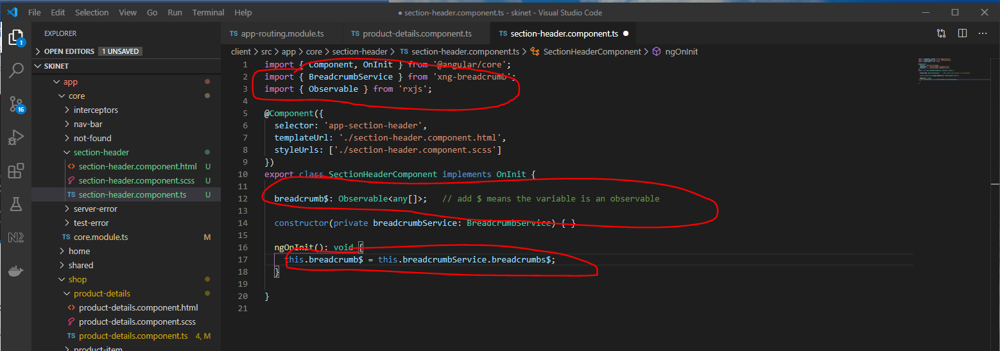 File Edit Selection View Go Run Terminal Help
● section-header.component.ts - skinet - Visual Studio Code
EXPLORER
TS app-routing.module.ts
TS product-details.component.ts
TS section-header.component.ts ●
OPEN EDITORS 1 UNSAVED
client > src > app > core > section-header > TS section-header.component.ts > SectionHeaderComponent > ngOnInit
SKINET
app
core
interceptors
nav-bar
not-found
section-header
section-header.component.html U
section-header.component.scss U
TS section-header.component.ts U
server-error
test-error
TS core.module.ts M
home
shared
shop
product-details
product-details.component.html
product-details.component.scss
TS product-details.component.ts 4, M
product-item
1
16
1 import { Component, OnInit } from '@angular/core';
2 import { BreadcrumbService } from 'xng-breadcrumb';
3 import { Observable } from 'rxjs';
4
5 @Component({
6 selector: 'app-section-header',
7 templateUrl: './section-header.component.html',
8 styleUrls: ['./section-header.component.scss']
9 })
10 export class SectionHeaderComponent implements OnInit {
11
12 breadcrumb$: Observable<any[]>; // add $ means the variable is an observable
13
14 constructor(private breadcrumbService: BreadcrumbService) { }
15
16 ngOnInit(): void {
17 this.breadcrumb$ = this.breadcrumbService.breadcrumbs$;
18 }
19
20 }
21